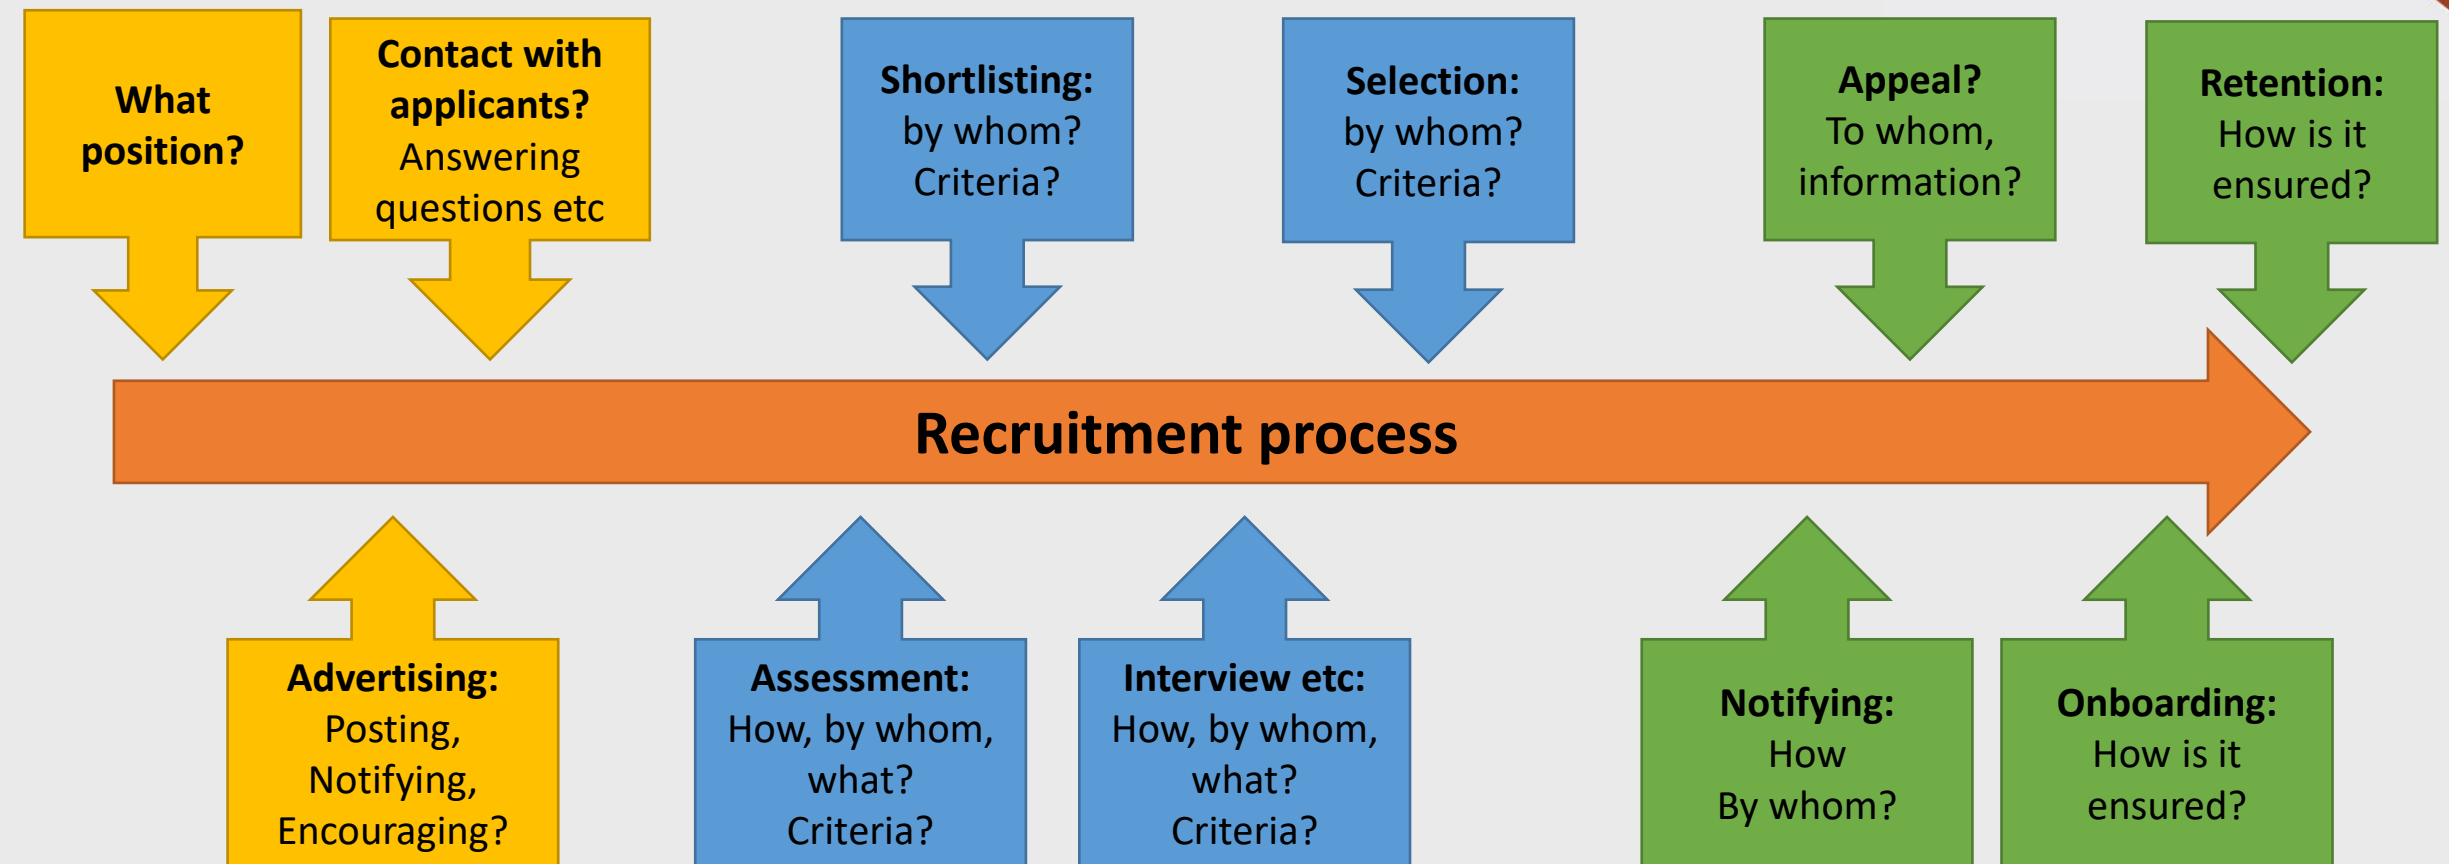 What
position?
Contact with
applicants?
Answering
questions etc
Shortlisting:
by whom?
Criteria?
Selection:
by whom?
Criteria?
Appeal?
To whom,
information?
Retention:
How is it
ensured?
Recruitment process
Advertising:
Posting,
Notifying,
Encouraging?
Assessment:
How, by whom,
what?
Criteria?
Interview etc:
How, by whom,
what?
Criteria?
Notifying:
How
By whom?
Onboarding:
How is it
ensured?